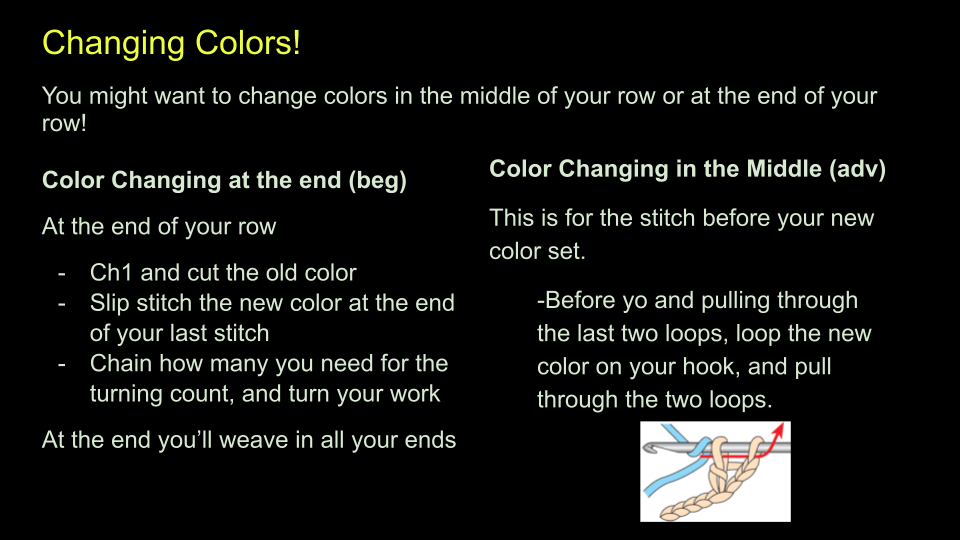 Changing Colors!
You might want to change colors in the middle of your row or at the end of your
row!
Color Changing at the end (beg)
At the end of your row
- Ch1 and cut the old color
- Slip stitch the new color at the end
of your last stitch
- Chain how many you need for the
turning count, and turn your work
At the end you’ll weave in all your ends
Color Changing in the Middle (adv)
This is for the stitch before your new
color set.
-Before yo and pulling through
the last two loops, loop the new
color on your hook, and pull
through the two loops.